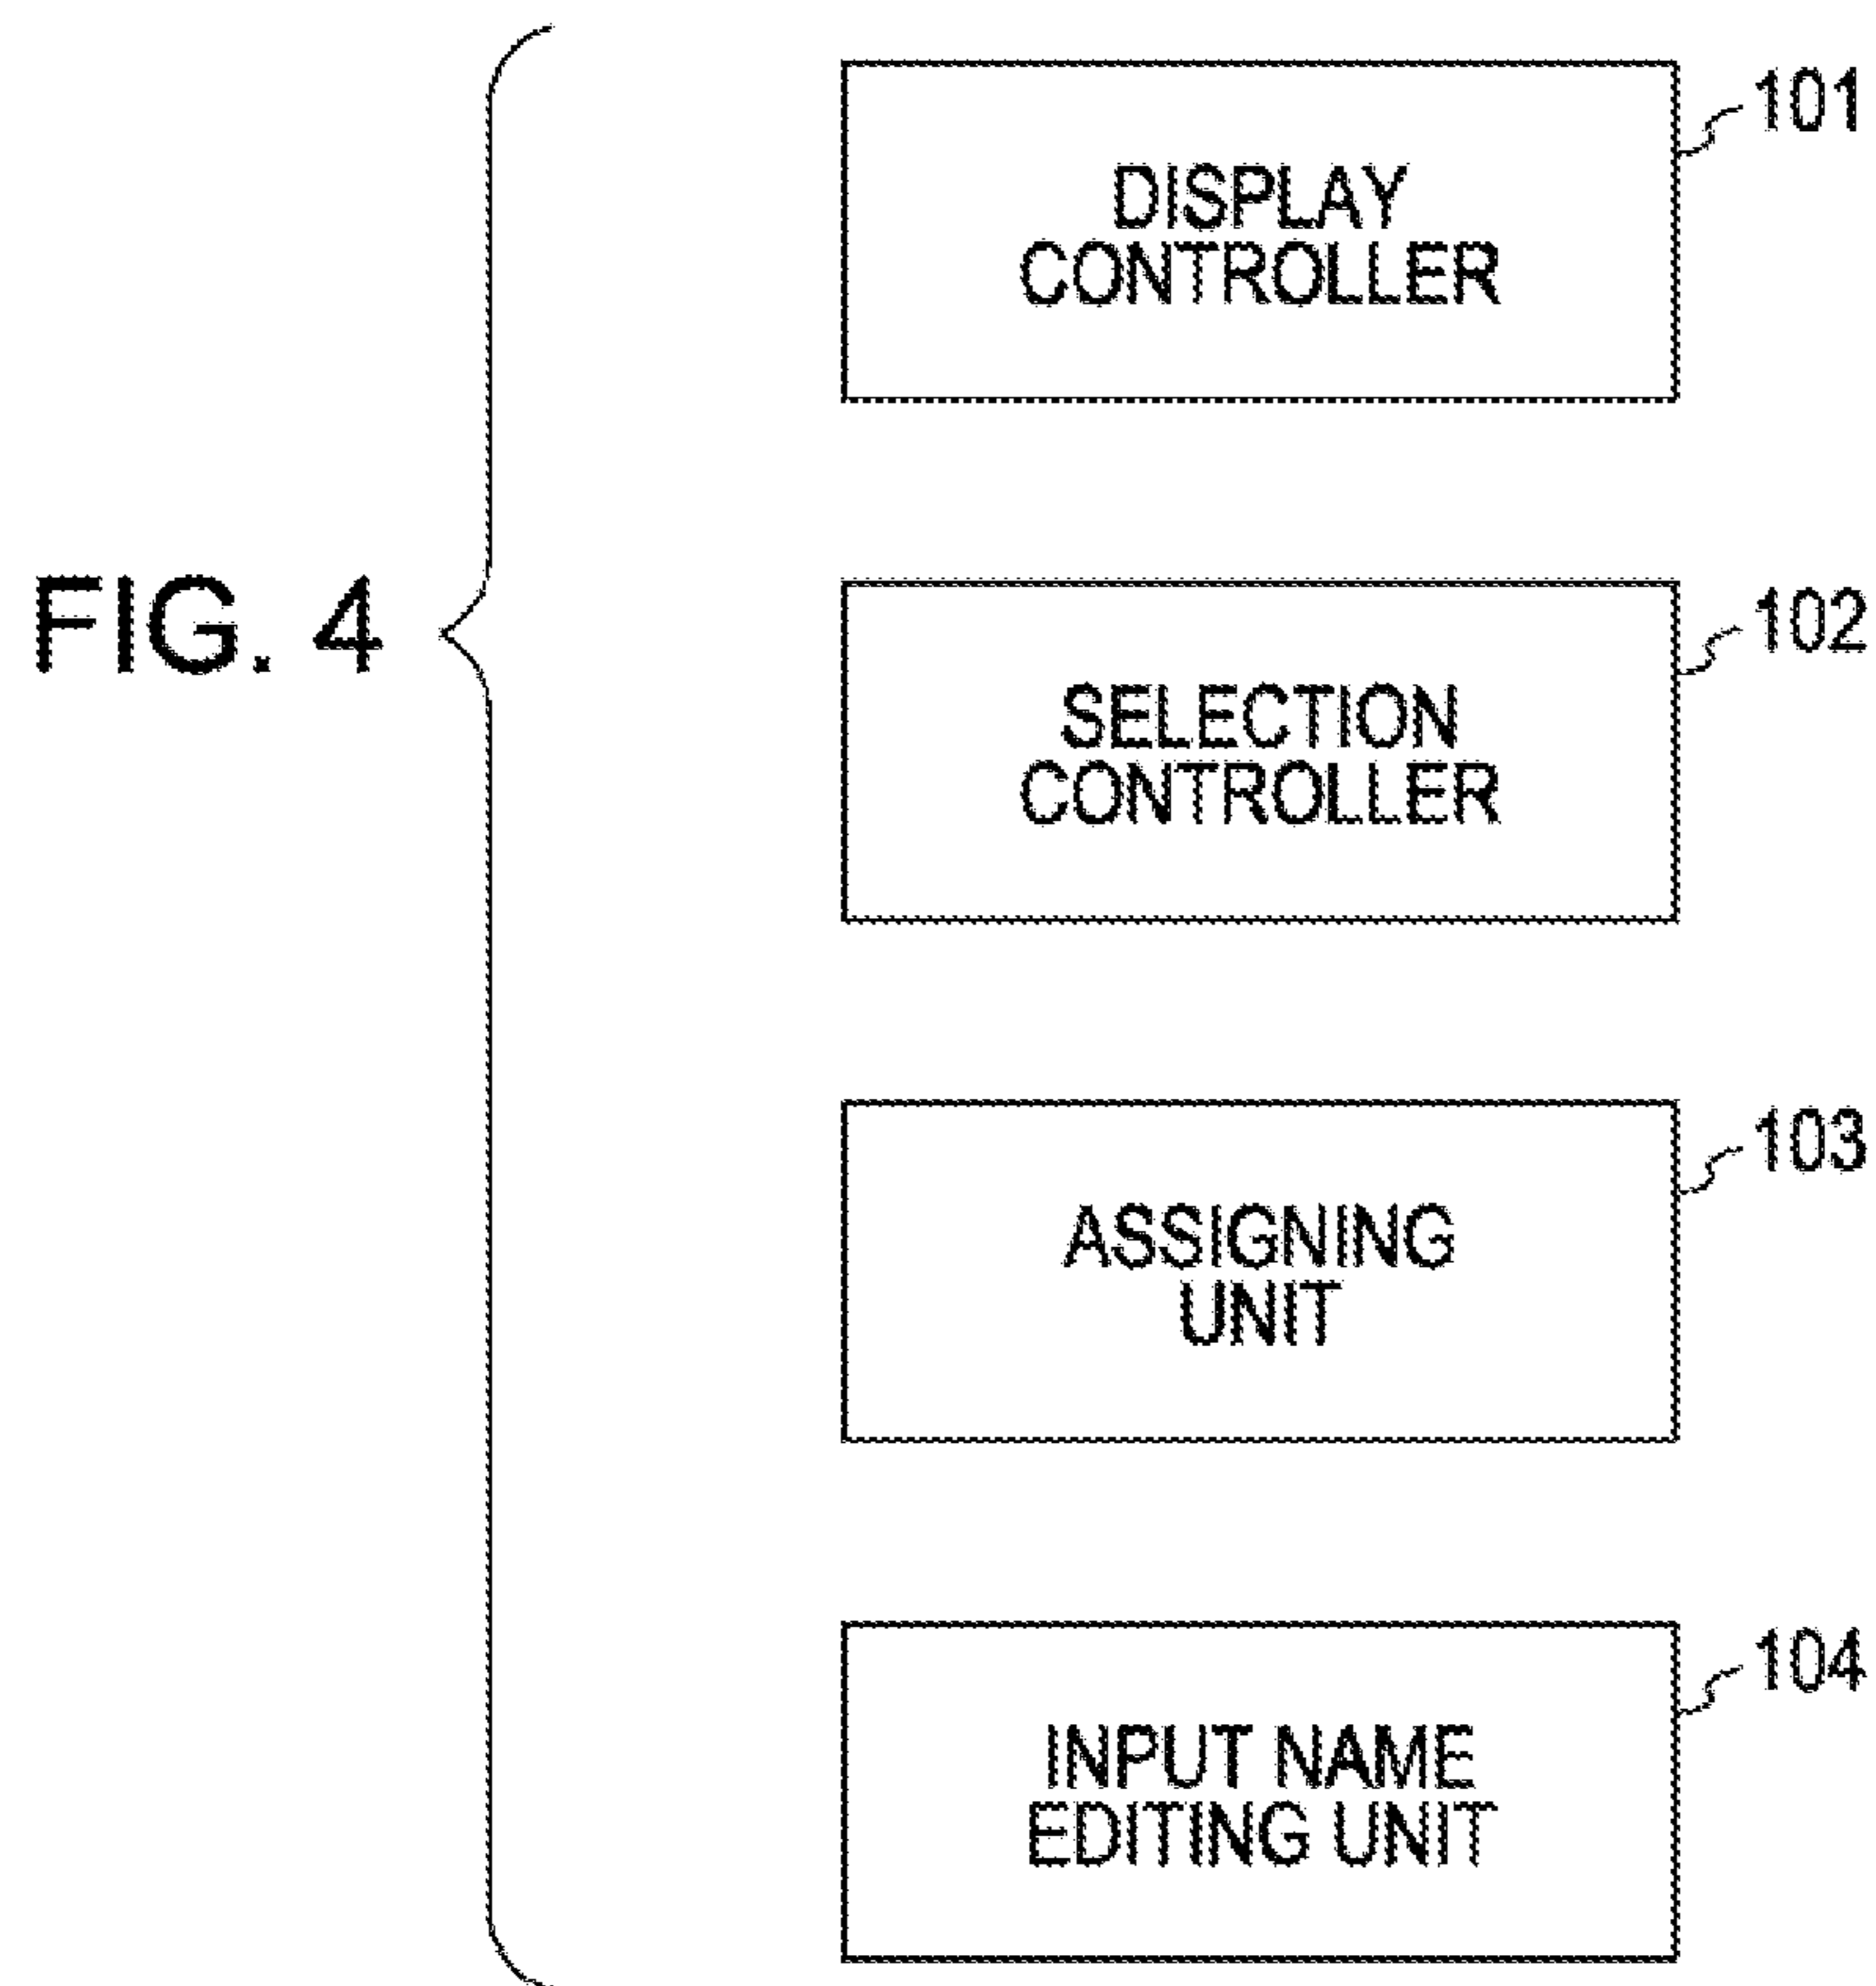 FIG. 4
DISPLAY
CONTROLLER
101
SELECTION
CONTROLLER
102
ASSIGNING
UNIT
103
INPUT NAME
EDITING UNIT
104